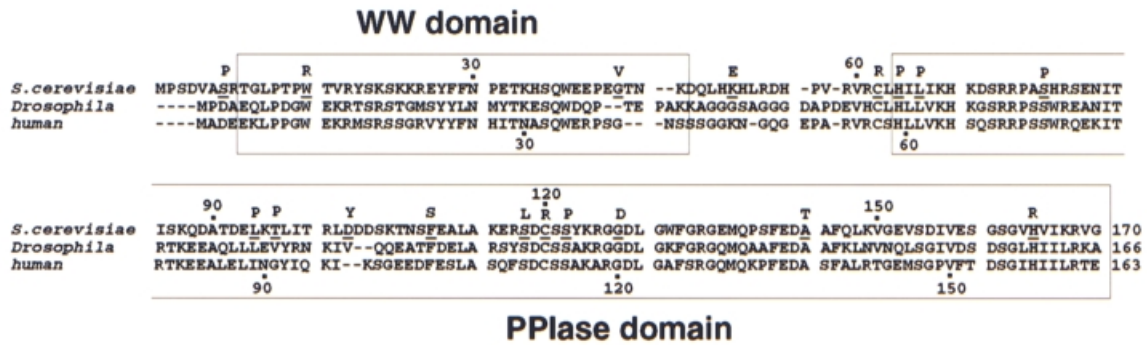 WW domain
P R 30 V E 60 R P P P
S.cerevisiae MPSDVASRTGLPTPW TVRYSKSKKREYFFN PETKHSQWEEPEGTN --KDQLHKHLRDH -PV-RVRCLHILIKH KDSRRPASHRSENIT
Drosophila ----MPDAEQLPDGW EKRTSRSTGMSYYLN MYTKESQWDQP--TE PAKKAGGGSAGGG DAPDEVHCLHLLVKH KGSRRPSSWREANIT
human ----MADEEKLPPGW EKRMSRSSGRVYYFN HITNASQWERPSG-- NSSSGGKN-GQG EPA-RVRCSHLLVKH SQSRRPSSWRQEKIT
30 60
90 P P Y S L 120 R P D T 150 R
S.cerevisiae ISKQDATDELKTLIT RLDDDSKTNSFEALA KERSDCSSYKRGGDL GWFGRGEMQPSFEDA AFQLKVGEVSDIVES GSGVHVIKRVG 170
Drosophila RTKEEAQLLLEVYRN KIV--QQEATFDELA RSYSDCSSAKRGGDL GKFGRGQMQAAFEDA AFKLNVNQLSGIVDS DSGLHIILRKA 166
human RTKEEALELINGYIQ KI--KSGEEDFESLA SQFSDCSSAKARGDL GAFSRGQMQKPFEDA SFALRTGEMSGPVFT DSGIHIILRTE 163
90 120 150
PPlase domain